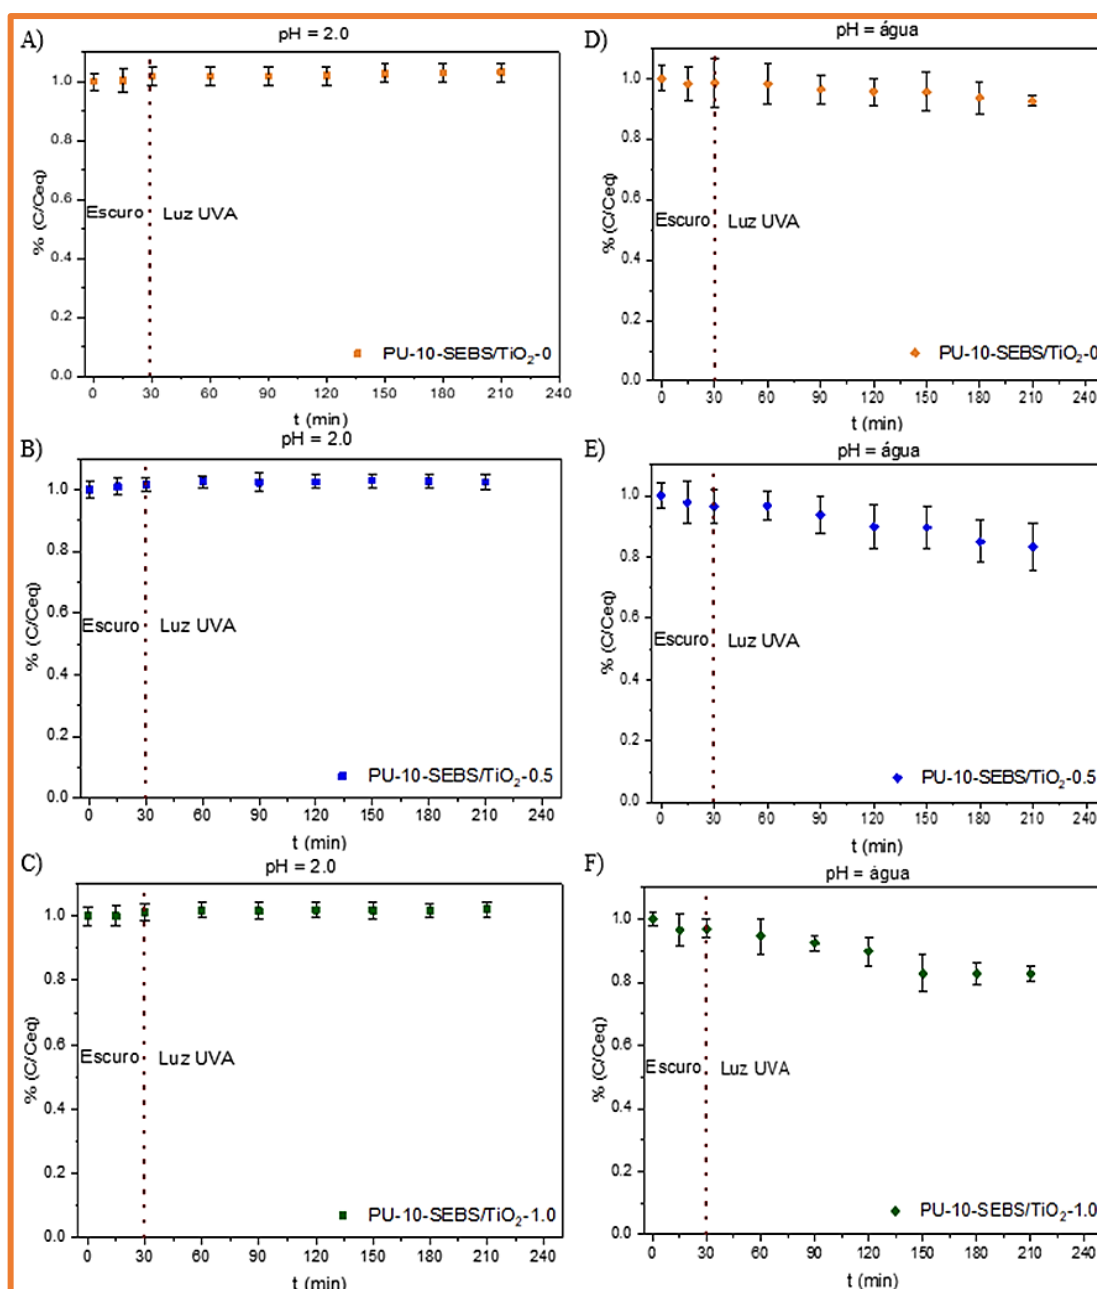 A)
pH = 2.0
% (C/Ceq)
1.0
0.8
0.6
0.4
0.2
0.0
Escuro
Luz UVA
PU-10-SEBS/TiO₂-0
0 30 60 90 120 150 180 210 240
t (min)
D)
pH = água
% (C/Ceq)
1.0
0.8
0.6
0.4
0.2
0.0
Escuro
Luz UVA
PU-10-SEBS/TiO₂-0
0 30 60 90 120 150 180 210 240
t (min)
B)
pH = 2.0
% (C/Ceq)
1.0
0.8
0.6
0.4
0.2
0.0
Escuro
Luz UVA
PU-10-SEBS/TiO₂-0.5
0 30 60 90 120 150 180 210 240
t (min)
E)
pH = água
% (C/Ceq)
1.0
0.8
0.6
0.4
0.2
0.0
Escuro
Luz UVA
PU-10-SEBS/TiO₂-0.5
0 30 60 90 120 150 180 210 240
t (min)
C)
pH = 2.0
% (C/Ceq)
1.0
0.8
0.6
0.4
0.2
0.0
Escuro
Luz UVA
PU-10-SEBS/TiO₂-1.0
0 30 60 90 120 150 180 210 240
t (min)
F)
pH = água
% (C/Ceq)
1.0
0.8
0.6
0.4
0.2
0.0
Escuro
Luz UVA
PU-10-SEBS/TiO₂-1.0
0 30 60 90 120 150 180 210 240
t (min)